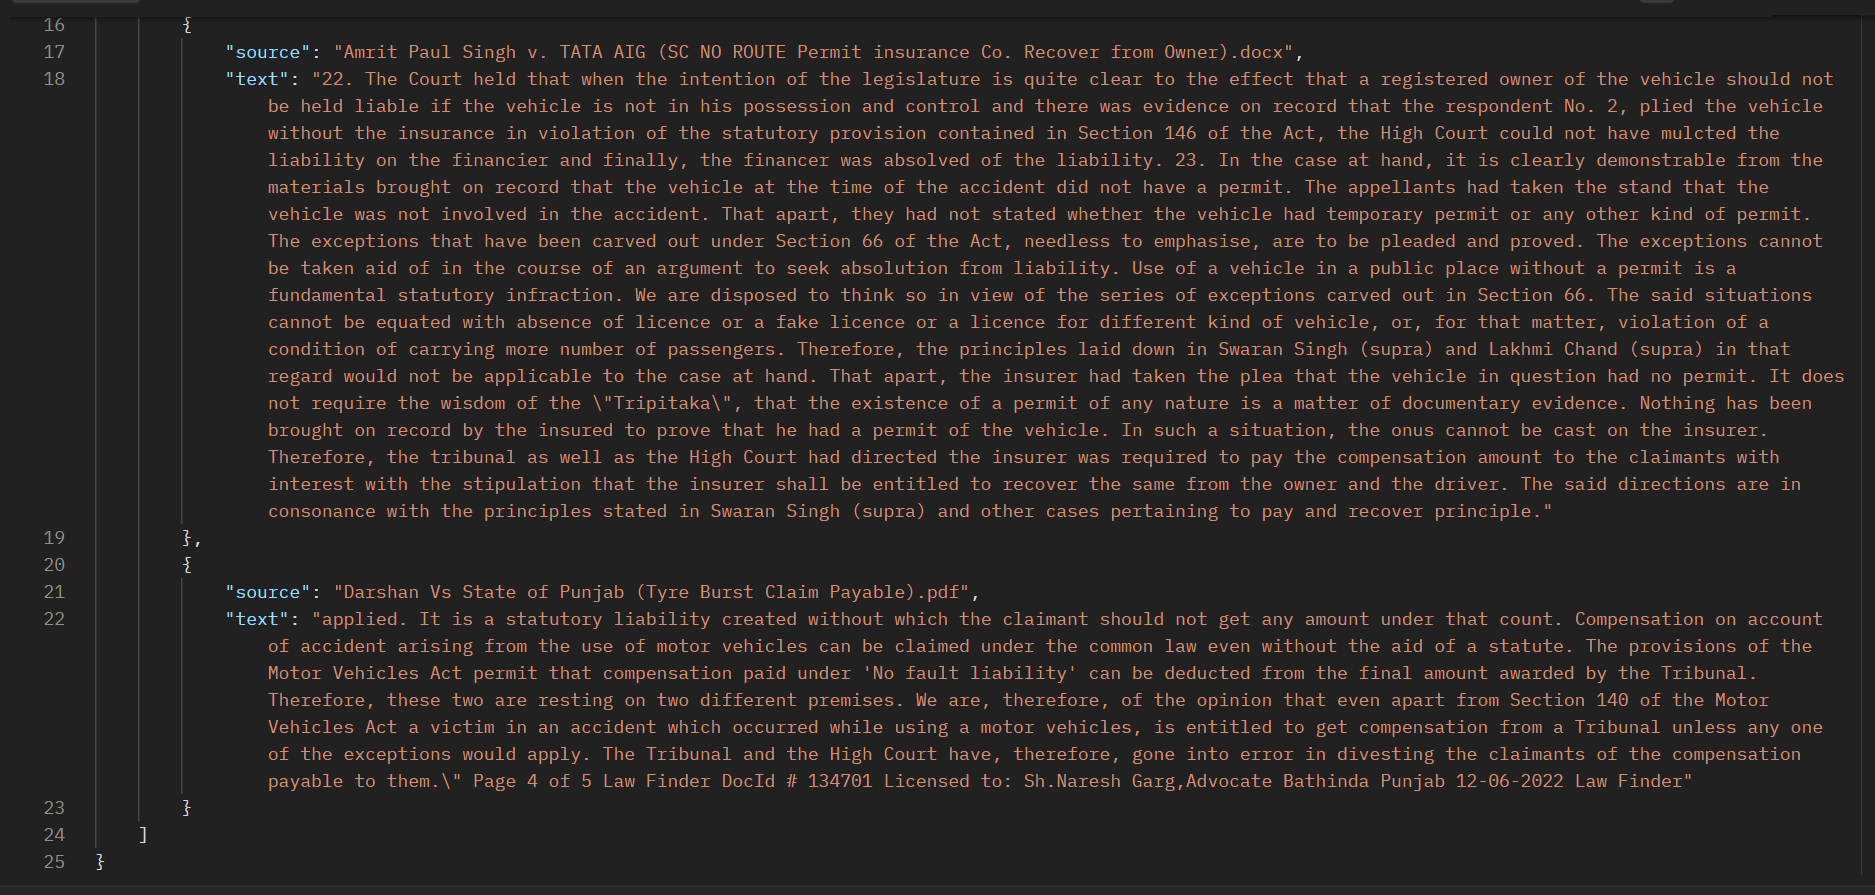 16 {
17 "source": "Amrit Paul Singh v. TATA AIG (SC NO ROUTE Permit insurance Co. Recover from Owner).docx",
18 "text": "22. The Court held that when the intention of the legislature is quite clear to the effect that a registered owner of the vehicle should not
be held liable if the vehicle is not in his possession and control and there was evidence on record that the respondent No. 2, plied the vehicle
without the insurance in violation of the statutory provision contained in Section 146 of the Act, the High Court could not have mulcted the
liability on the financier and finally, the financer was absolved of the liability. 23. In the case at hand, it is clearly demonstrable from the
materials brought on record that the vehicle at the time of the accident did not have a permit. The appellants had taken the stand that the
vehicle was not involved in the accident. That apart, they had not stated whether the vehicle had temporary permit or any other kind of permit.
The exceptions that have been carved out under Section 66 of the Act, needless to emphasise, are to be pleaded and proved. The exceptions cannot
be taken aid of in the course of an argument to seek absolution from liability. Use of a vehicle in a public place without a permit is a
fundamental statutory infraction. We are disposed to think so in view of the series of exceptions carved out in Section 66. The said situations
cannot be equated with absence of licence or a fake licence or a licence for different kind of vehicle, or, for that matter, violation of a
condition of carrying more number of passengers. Therefore, the principles laid down in Swaran Singh (supra) and Lakhmi Chand (supra) in that
regard would not be applicable to the case at hand. That apart, the insurer had taken the plea that the vehicle in question had no permit. It does
not require the wisdom of the \"Tripitaka\", that the existence of a permit of any nature is a matter of documentary evidence. Nothing has been
brought on record by the insured to prove that he had a permit of the vehicle. In such a situation, the onus cannot be cast on the insurer.
Therefore, the tribunal as well as the High Court had directed the insurer was required to pay the compensation amount to the claimants with
interest with the stipulation that the insurer shall be entitled to recover the same from the owner and the driver. The said directions are in
consonance with the principles stated in Swaran Singh (supra) and other cases pertaining to pay and recover principle."
19 },
20 {
21 "source": "Darshan Vs State of Punjab (Tyre Burst Claim Payable).pdf",
22 "text": "applied. It is a statutory liability created without which the claimant should not get any amount under that count. Compensation on account
of accident arising from the use of motor vehicles can be claimed under the common law even without the aid of a statute. The provisions of the
Motor Vehicles Act permit that compensation paid under 'No fault liability' can be deducted from the final amount awarded by the Tribunal.
Therefore, these two are resting on two different premises. We are, therefore, of the opinion that even apart from Section 140 of the Motor
Vehicles Act a victim in an accident which occurred while using a motor vehicles, is entitled to get compensation from a Tribunal unless any one
of the exceptions would apply. The Tribunal and the High Court have, therefore, gone into error in divesting the claimants of the compensation
payable to them.\" Page 4 of 5 Law Finder DocId # 134701 Licensed to: Sh.Naresh Garg,Advocate Bathinda Punjab 12-06-2022 Law Finder"
23 }
24 ]
25 }